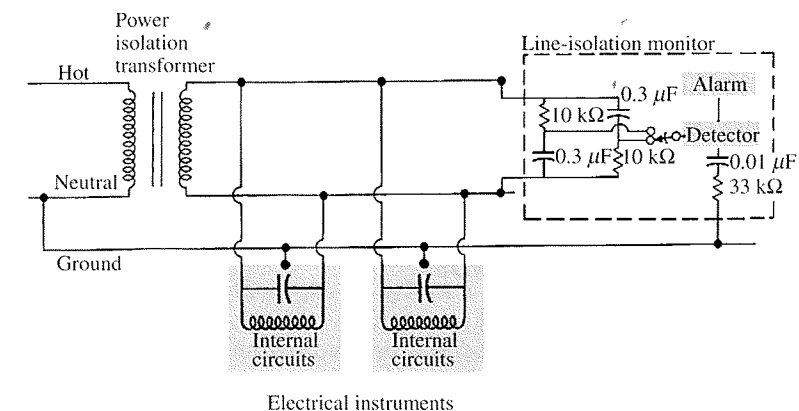 Power
isolation
transformer
Line-isolation monitor
Hot
Alarm
0.3 μF
10 kΩ
Detector
0.3 μF
10 kΩ
0.01 μF
33 kΩ
Neutral
Ground
Internal
circuits
Internal
circuits
Electrical instruments